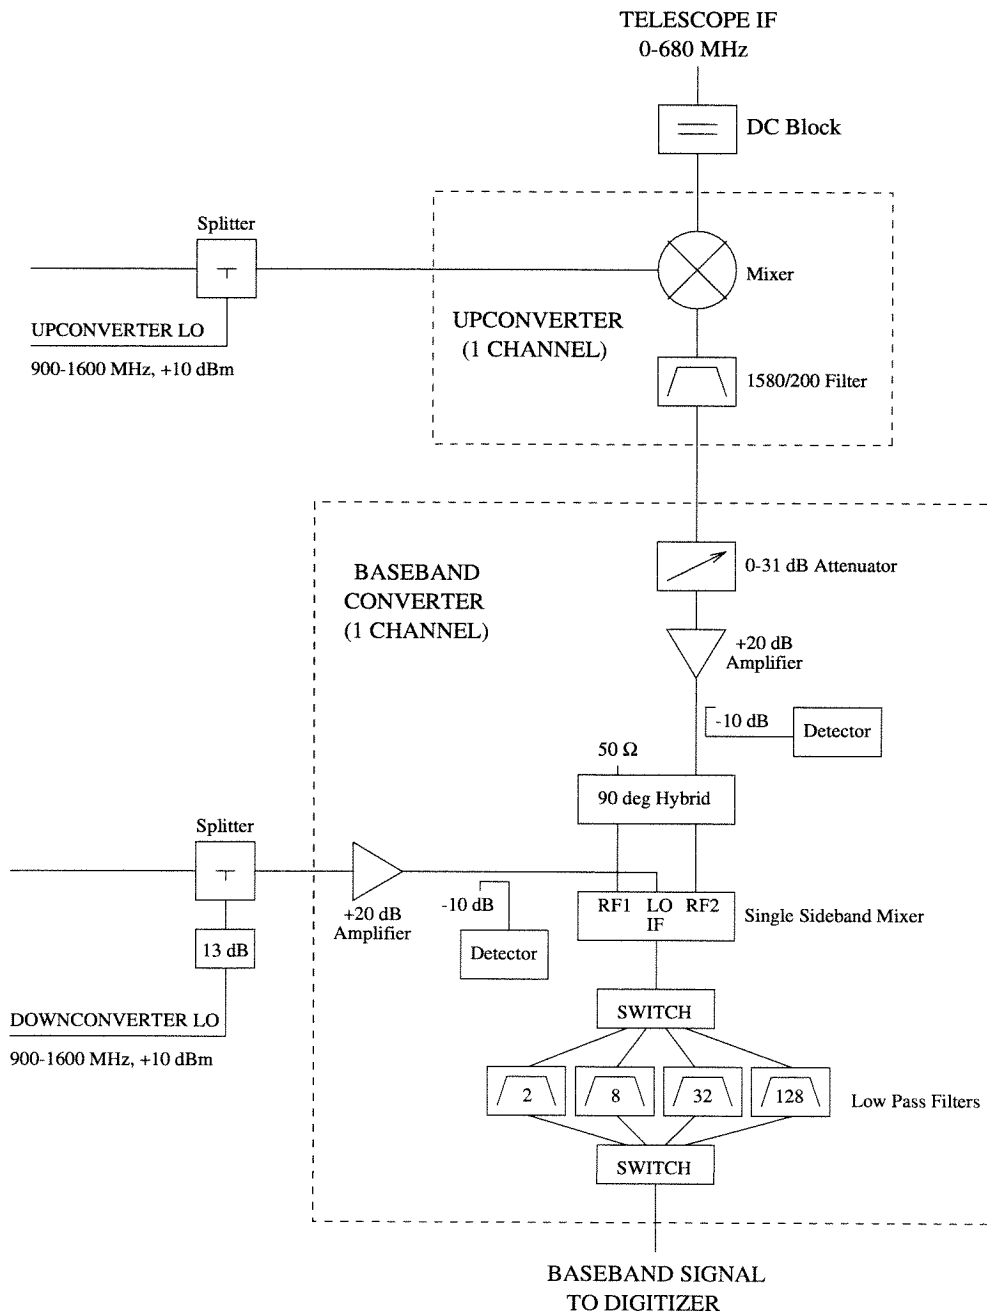 TELESCOPE IF
0-680 MHz
DC Block
Splitter
Mixer
UPCONVERTER LO
900-1600 MHz, +10 dBm
UPCONVERTER
(1 CHANNEL)
1580/200 Filter
BASEBAND
CONVERTER
(1 CHANNEL)
0-31 dB Attenuator
+20 dB
Amplifier
-10 dB
Detector
50 Ω
90 deg Hybrid
Splitter
+20 dB
Amplifier
-10 dB
Detector
RF1 LO RF2
IF
Single Sideband Mixer
13 dB
DOWNCONVERTER LO
900-1600 MHz, +10 dBm
SWITCH
2 8 32 128
Low Pass Filters
SWITCH
BASEBAND SIGNAL
TO DIGITIZER